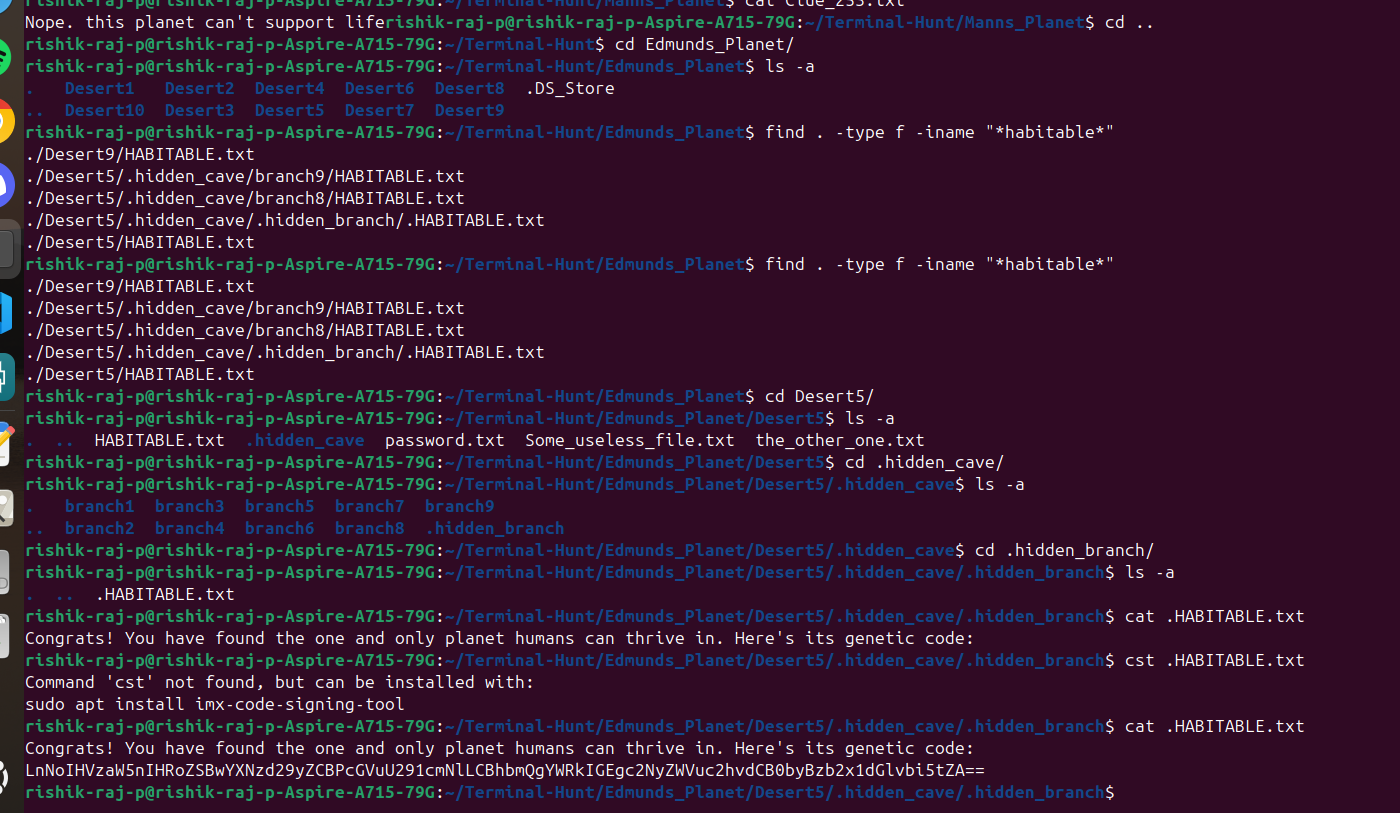 cat Clue_233.txt
Nope. this planet can't support liferishik-raj-p@rishik-raj-p-Aspire-A715-79G:~/Terminal-Hunt/Manns_Planet$ cd ..
rishik-raj-p@rishik-raj-p-Aspire-A715-79G:~/Terminal-Hunt$ cd Edmunds_Planet/
rishik-raj-p@rishik-raj-p-Aspire-A715-79G:~/Terminal-Hunt/Edmunds_Planet$ ls -a
.   Desert1   Desert2  Desert4  Desert6  Desert8  .DS_Store
..  Desert10  Desert3  Desert5  Desert7  Desert9
rishik-raj-p@rishik-raj-p-Aspire-A715-79G:~/Terminal-Hunt/Edmunds_Planet$ find . -type f -iname "*habitable*"
./Desert9/HABITABLE.txt
./Desert5/.hidden_cave/branch9/HABITABLE.txt
./Desert5/.hidden_cave/branch8/HABITABLE.txt
./Desert5/.hidden_cave/.hidden_branch/.HABITABLE.txt
./Desert5/HABITABLE.txt
rishik-raj-p@rishik-raj-p-Aspire-A715-79G:~/Terminal-Hunt/Edmunds_Planet$ find . -type f -iname "*habitable*"
./Desert9/HABITABLE.txt
./Desert5/.hidden_cave/branch9/HABITABLE.txt
./Desert5/.hidden_cave/branch8/HABITABLE.txt
./Desert5/.hidden_cave/.hidden_branch/.HABITABLE.txt
./Desert5/HABITABLE.txt
rishik-raj-p@rishik-raj-p-Aspire-A715-79G:~/Terminal-Hunt/Edmunds_Planet$ cd Desert5/
rishik-raj-p@rishik-raj-p-Aspire-A715-79G:~/Terminal-Hunt/Edmunds_Planet/Desert5$ ls -a
.  ..  HABITABLE.txt  .hidden_cave  password.txt  Some_useless_file.txt  the_other_one.txt
rishik-raj-p@rishik-raj-p-Aspire-A715-79G:~/Terminal-Hunt/Edmunds_Planet/Desert5$ cd .hidden_cave/
rishik-raj-p@rishik-raj-p-Aspire-A715-79G:~/Terminal-Hunt/Edmunds_Planet/Desert5/.hidden_cave$ ls -a
.   branch1  branch3  branch5  branch7  branch9
..  branch2  branch4  branch6  branch8  .hidden_branch
rishik-raj-p@rishik-raj-p-Aspire-A715-79G:~/Terminal-Hunt/Edmunds_Planet/Desert5/.hidden_cave$ cd .hidden_branch/
rishik-raj-p@rishik-raj-p-Aspire-A715-79G:~/Terminal-Hunt/Edmunds_Planet/Desert5/.hidden_cave/.hidden_branch$ ls -a
.  ..  .HABITABLE.txt
rishik-raj-p@rishik-raj-p-Aspire-A715-79G:~/Terminal-Hunt/Edmunds_Planet/Desert5/.hidden_cave/.hidden_branch$ cat .HABITABLE.txt
Congrats! You have found the one and only planet humans can thrive in. Here's its genetic code:
rishik-raj-p@rishik-raj-p-Aspire-A715-79G:~/Terminal-Hunt/Edmunds_Planet/Desert5/.hidden_cave/.hidden_branch$ cst .HABITABLE.txt
Command 'cst' not found, but can be installed with:
sudo apt install imx-code-signing-tool
rishik-raj-p@rishik-raj-p-Aspire-A715-79G:~/Terminal-Hunt/Edmunds_Planet/Desert5/.hidden_cave/.hidden_branch$ cat .HABITABLE.txt
Congrats! You have found the one and only planet humans can thrive in. Here's its genetic code:
LnNoIHVzaW5nIHRoZSBwYXNzd29yZCBPcGVuU291cmNlLCBhbmQgYWRkIGEgc2NyZWVuc2hvdCB0byBzb2x1dGlvbi5tZA==
rishik-raj-p@rishik-raj-p-Aspire-A715-79G:~/Terminal-Hunt/Edmunds_Planet/Desert5/.hidden_cave/.hidden_branch$